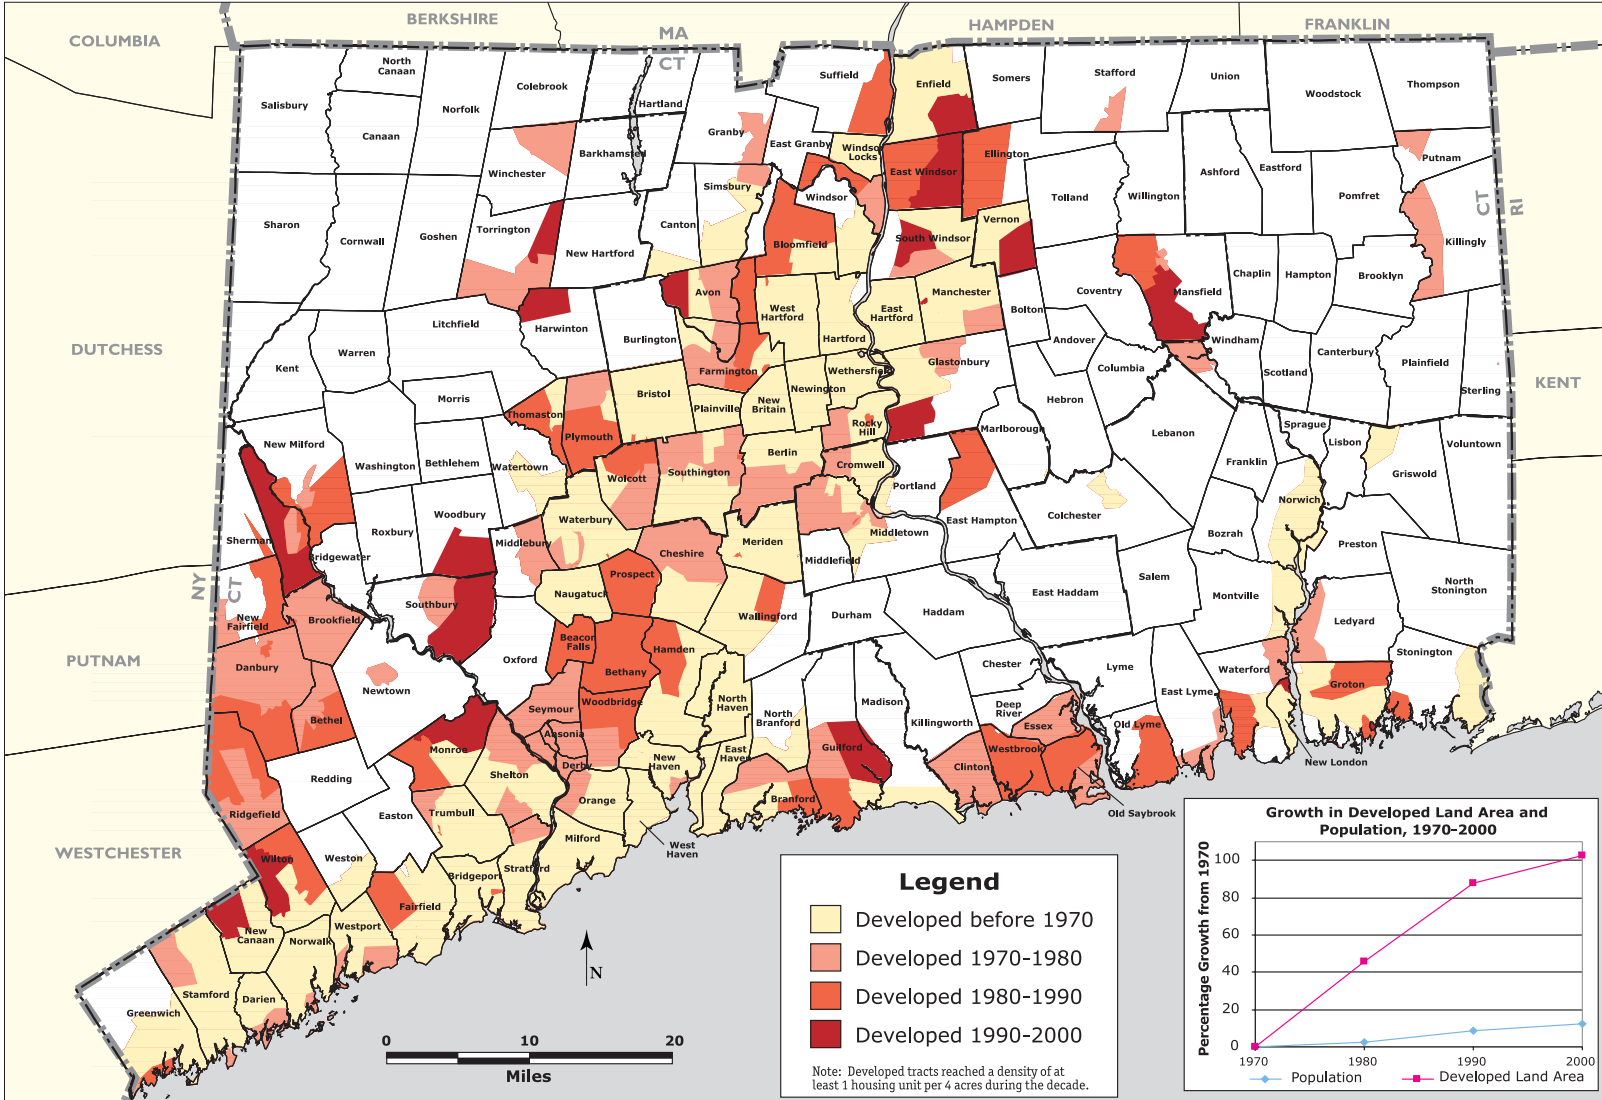 BERKSHIRE
HAMPDEN
FRANKLIN
COLUMBIA
MA
CT
North
Canaan
Colebrook
Suffield
Enfield
Somers
Stafford
Union
Woodstock
Thompson
Salisbury
Norfolk
Hartland
Canaan
Granby
East Granby
Windsor
Locks
Ellington
Putnam
Barkhamsted
Winchester
East Windsor
Ashford
Eastford
Simsbury
Windsor
Tolland
Willington
Pomfret
CT
RI
Sharon
Canton
Vernon
Cornwall
Goshen
Torrington
Bloomfield
South Windsor
Killingly
New Hartford
Chaplin
Hampton
Brooklyn
Avon
Manchester
Coventry
Mansfield
West
Hartford
East
Hartford
Bolton
Litchfield
Harwinton
Burlington
Hartford
Andover
Windham
DUTCHESS
Warren
Canterbury
Kent
Farmington
Wethersfield
Glastonbury
Columbia
Scotland
Plainfield
KENT
Morris
Bristol
Newington
Hebron
Sterling
Thomaston
Plainville
New
Britain
Plymouth
Rocky
Hill
Marlborough
Lebanon
Sprague
New Milford
Lisbon
Voluntown
Washington
Bethlehem
Watertown
Wolcott
Southington
Berlin
Cromwell
Franklin
Griswold
Portland
Norwich
Woodbury
Waterbury
East Hampton
Colchester
Roxbury
Bozrah
Sherman
Middlebury
Cheshire
Meriden
Middletown
Preston
Bridgewater
Middlefield
NY
CT
Prospect
Salem
North
Stonington
Southbury
Naugatuck
East Haddam
Montville
New
Fairfield
Brookfield
Wallingford
Durham
Haddam
Ledyard
PUTNAM
Danbury
Oxford
Beacon
Falls
Hamden
Bethany
Chester
Lyme
Waterford
Stonington
Newtown
Groton
Bethel
Seymour
Woodbridge
North
Haven
North
Branford
Madison
Killingworth
Deep
River
East Lyme
Ansonia
Essex
Old Lyme
Monroe
Derby
New
Haven
East
Haven
Guilford
Westbrook
New London
Redding
Shelton
Clinton
Orange
Branford
Ridgefield
Easton
Trumbull
Old Saybrook
WESTCHESTER
Milford
West
Haven
Wilton
Weston
Bridgeport
Stratford
Fairfield
New
Canaan
Norwalk
Westport
Stamford
Darien
Greenwich
N
0
10
20
Miles
Legend
Developed before 1970
Developed 1970-1980
Developed 1980-1990
Developed 1990-2000
Note: Developed tracts reached a density of at
least 1 housing unit per 4 acres during the decade.
Growth in Developed Land Area and
Population, 1970-2000
Percentage Growth from 1970
100
80
60
40
20
0
1970
1980
1990
2000
Population
Developed Land Area